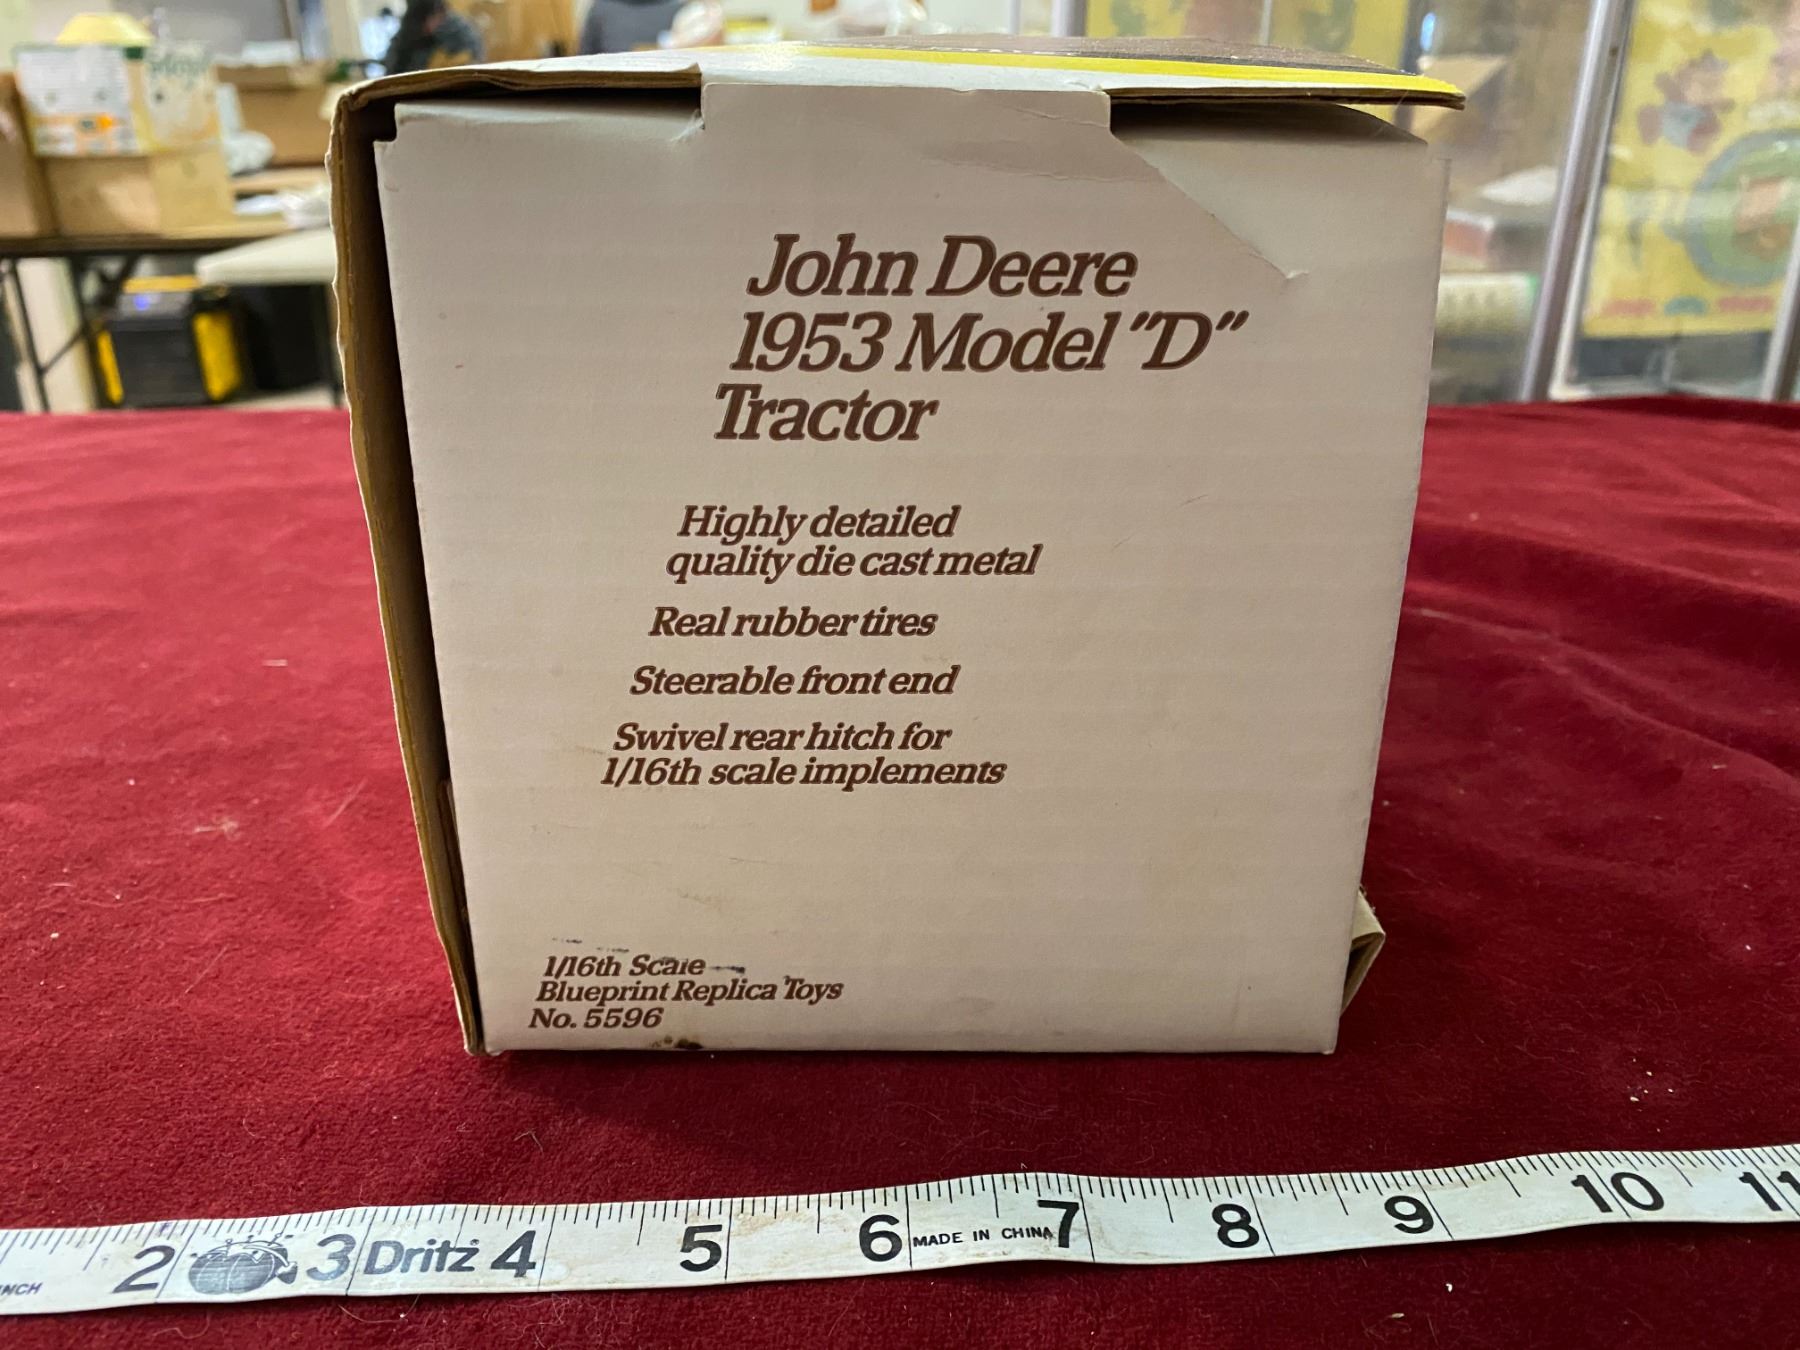 John Deere
1953 Model "D"
Tractor
Highly detailed
quality die cast metal
Real rubber tires
Steerable front end
Swivel rear hitch for
1/16th scale implements
1/16th Scale
Blueprint Replica Toys
No. 5596
INCH 2 3 Dritz 4 5 6 MADE IN CHINA 7 8 9 10 11